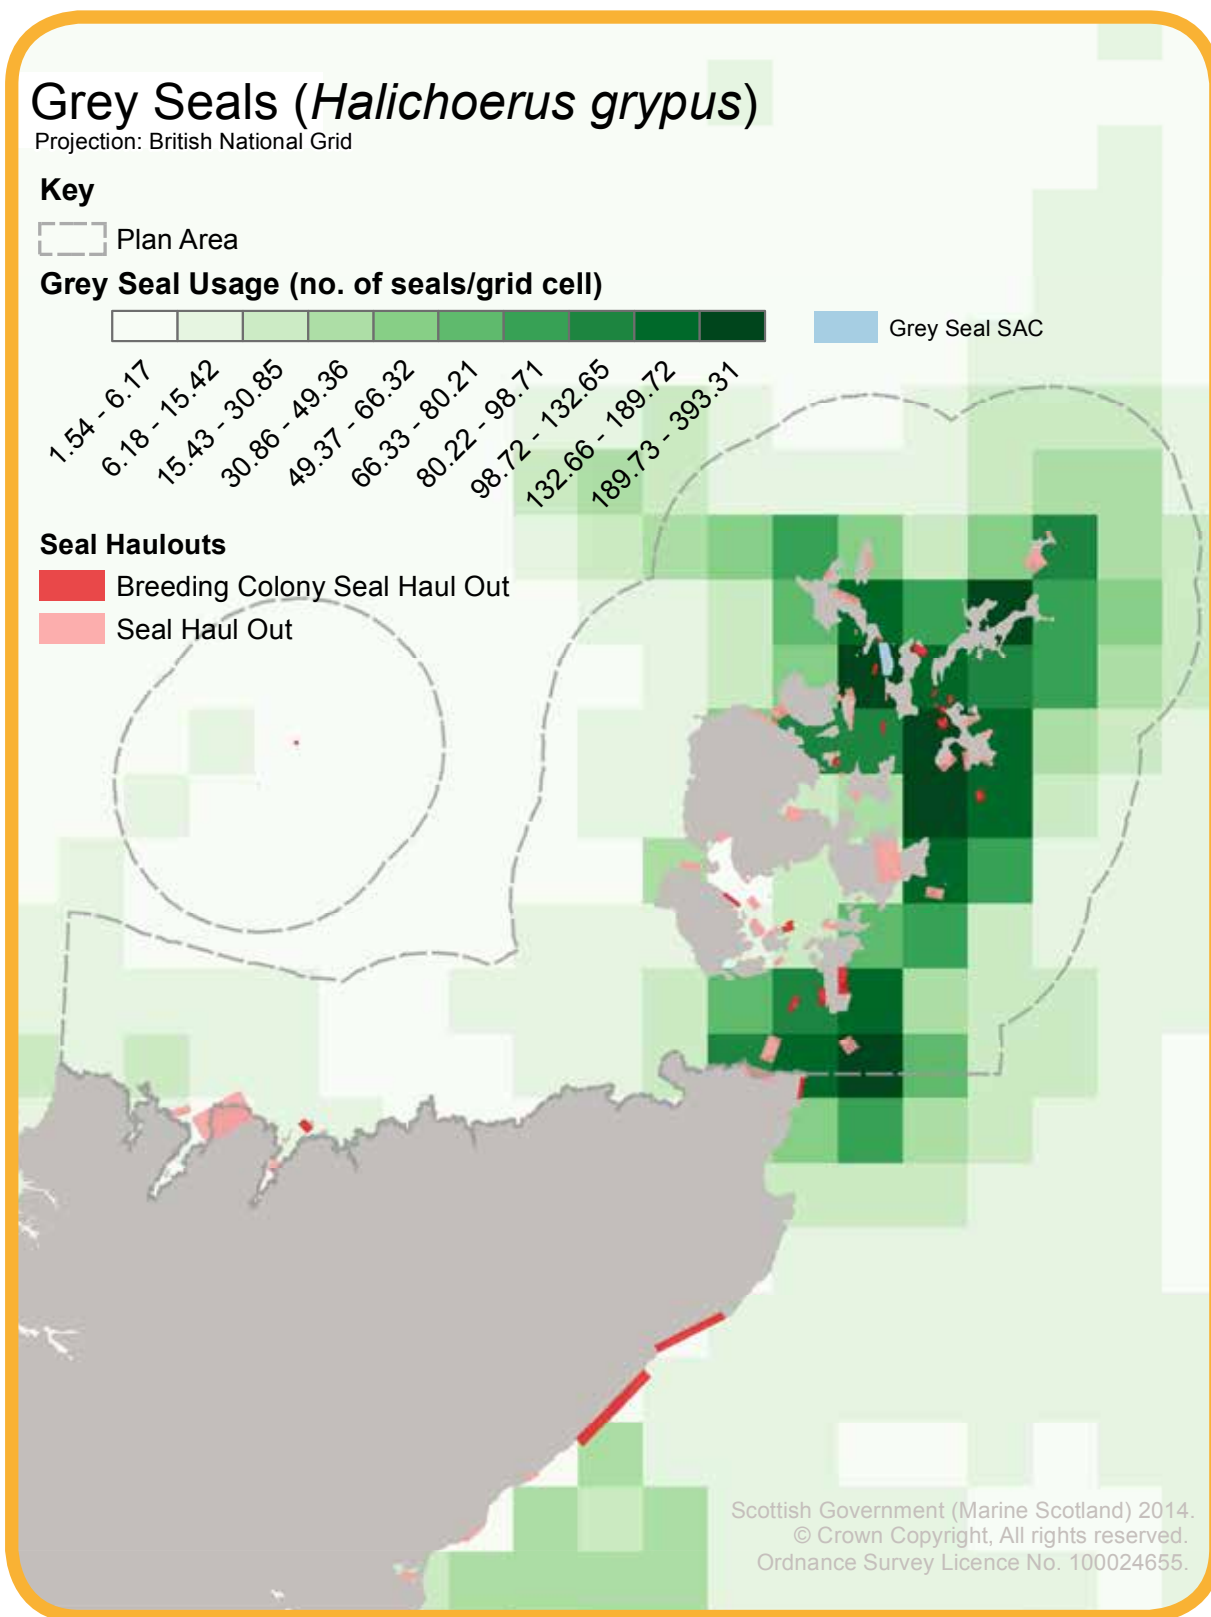 Grey Seals (Halichoerus grypus)
Projection: British National Grid
Key
Plan Area
Grey Seal Usage (no. of seals/grid cell)
Grey Seal SAC
1.54 - 6.17
6.18 - 15.42
15.43 - 30.85
30.86 - 49.36
49.37 - 66.32
66.33 - 80.21
80.22 - 98.71
98.72 - 132.65
132.66 - 189.72
189.73 - 393.31
Seal Haulouts
Breeding Colony Seal Haul Out
Seal Haul Out
Scottish Government (Marine Scotland) 2014.
© Crown Copyright, All rights reserved.
Ordnance Survey Licence No. 100024655.